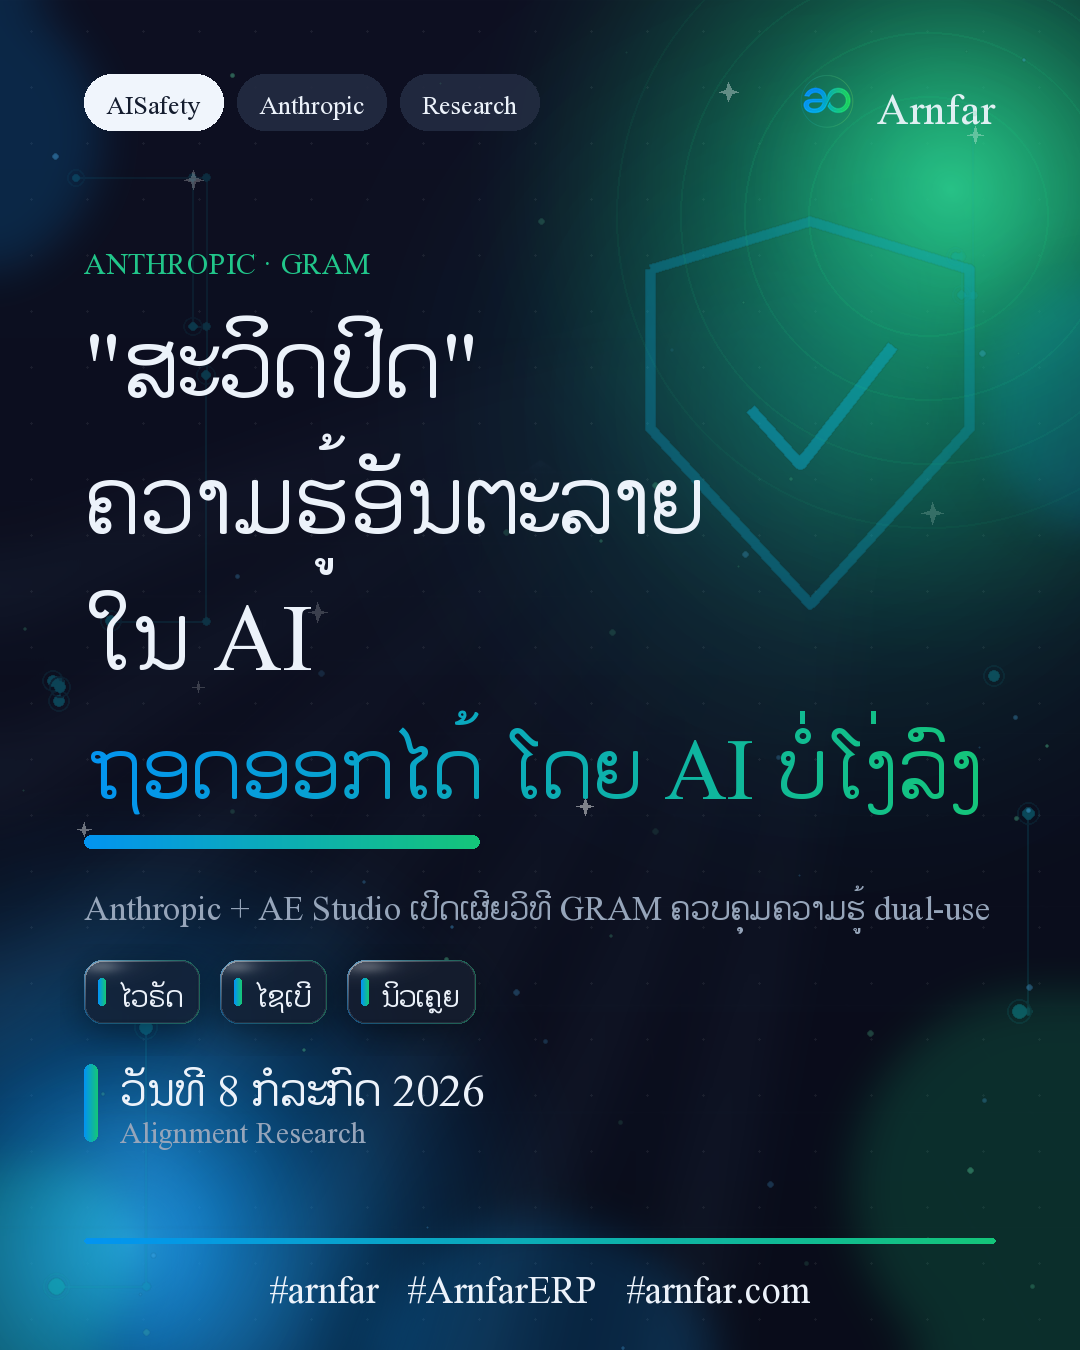 AISafety Anthropic Research
Arnfar
ANTHROPIC · GRAM
"ສະວິດປິດ"
ຄວາມຮູ້ອັນຕະລາຍ
ໃນ AI
ຖອດອອກໄດ້ ໂດຍ AI ບໍ່ໂງ່ລົງ
Anthropic + AE Studio ເປີດເຜີຍວິທີ GRAM ຄວບຄຸມຄວາມຮູ້ dual-use
ໄວຣັດ ໄຊເບີ ນິວເຄຼຍ
ວັນທີ 8 ກໍລະກົດ 2026
Alignment Research
#arnfar #ArnfarERP #arnfar.com